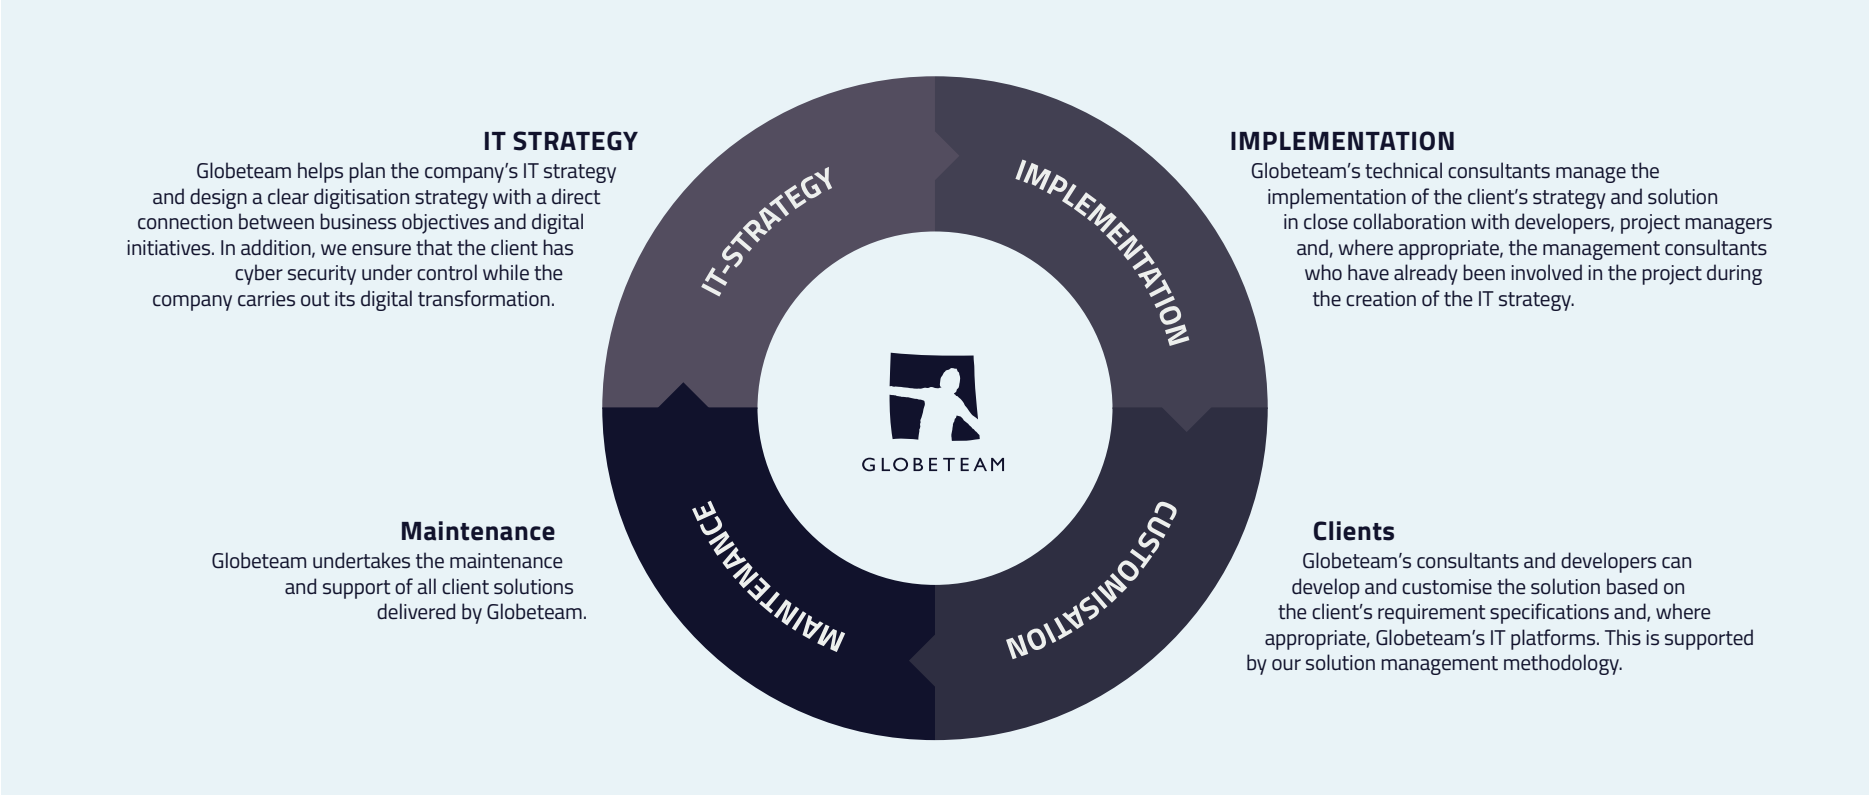 IT STRATEGY
Globeteam helps plan the company’s IT strategy
and design a clear digitisation strategy with a direct
connection between business objectives and digital
initiatives. In addition, we ensure that the client has
cyber security under control while the
company carries out its digital transformation.
IMPLEMENTATION
Globeteam’s technical consultants manage the
implementation of the client’s strategy and solution
in close collaboration with developers, project managers
and, where appropriate, the management consultants
who have already been involved in the project during
the creation of the IT strategy.
IT-STRATEGY
IMPLEMENTATION
GLOBETEAM
MAINTENANCE
CUSTOMISATION
Maintenance
Globeteam undertakes the maintenance
and support of all client solutions
delivered by Globeteam.
Clients
Globeteam’s consultants and developers can
develop and customise the solution based on
the client’s requirement specifications and, where
appropriate, Globeteam’s IT platforms. This is supported
by our solution management methodology.